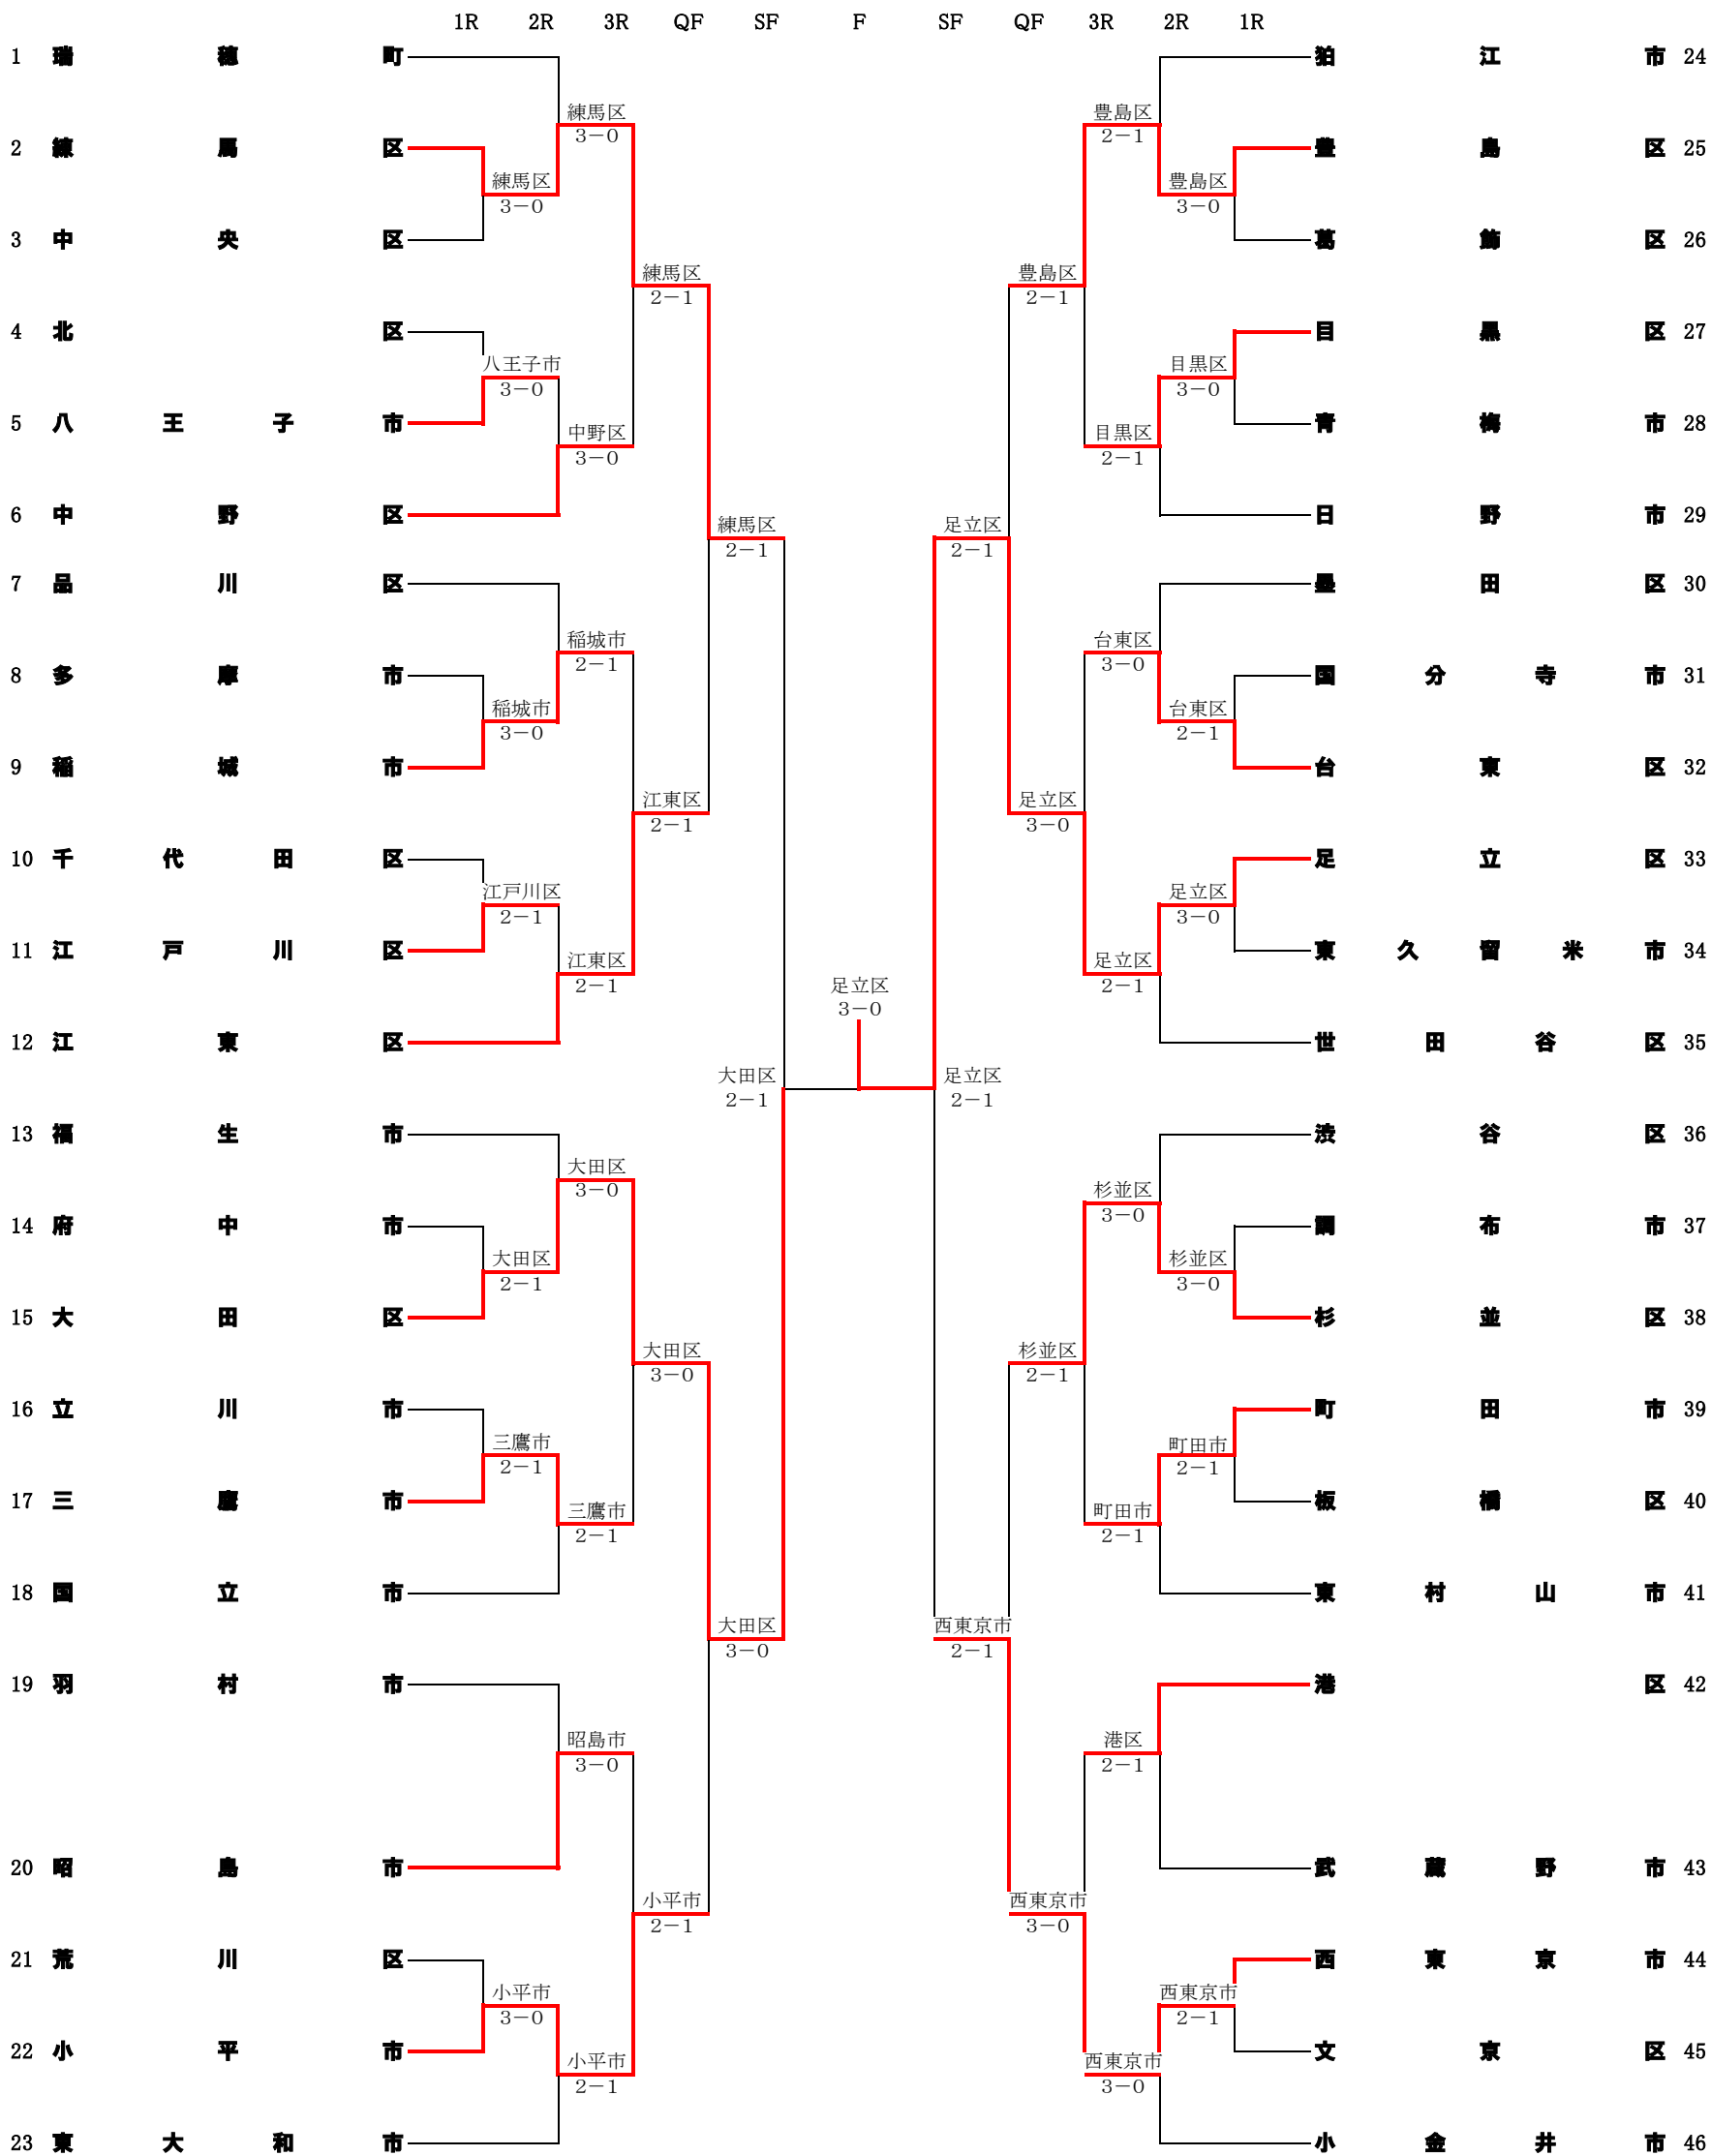 1R 2R 3R QF SF F SF QF 3R 2R 1R
1 瑞穂町
狛江市 24
練馬区
3-0
豊島区
2-1
2 練馬区
豊島区 25
練馬区
3-0
豊島区
3-0
3 中央区
葛飾区 26
練馬区
2-1
豊島区
2-1
4 北区
目黒区 27
八王子市
3-0
目黒区
3-0
5 八王子市
青梅市 28
中野区
3-0
目黒区
2-1
6 中野区
日野市 29
練馬区
2-1
足立区
2-1
7 品川区
墨田区 30
稲城市
2-1
台東区
3-0
8 多摩市
国分寺市 31
稲城市
3-0
台東区
2-1
9 稲城市
台東区 32
江東区
2-1
足立区
3-0
10 千代田区
足立区 33
江戸川区
2-1
足立区
3-0
11 江戸川区
東久留米市 34
江東区
2-1
足立区
2-1
足立区
3-0
12 江東区
世田谷区 35
大田区
2-1
足立区
2-1
13 福生市
渋谷区 36
大田区
3-0
杉並区
3-0
14 府中市
調布市 37
大田区
2-1
杉並区
3-0
15 大田区
杉並区 38
大田区
3-0
杉並区
2-1
16 立川市
町田市 39
三鷹市
2-1
町田市
2-1
17 三鷹市
板橋区 40
三鷹市
2-1
町田市
2-1
18 国立市
東村山市 41
大田区
3-0
西東京市
2-1
19 羽村市
港区 42
昭島市
3-0
港区
2-1
20 昭島市
武蔵野市 43
小平市
2-1
西東京市
3-0
21 荒川区
西東京市 44
小平市
3-0
西東京市
2-1
22 小平市
文京区 45
小平市
2-1
西東京市
3-0
23 東大和市
小金井市 46